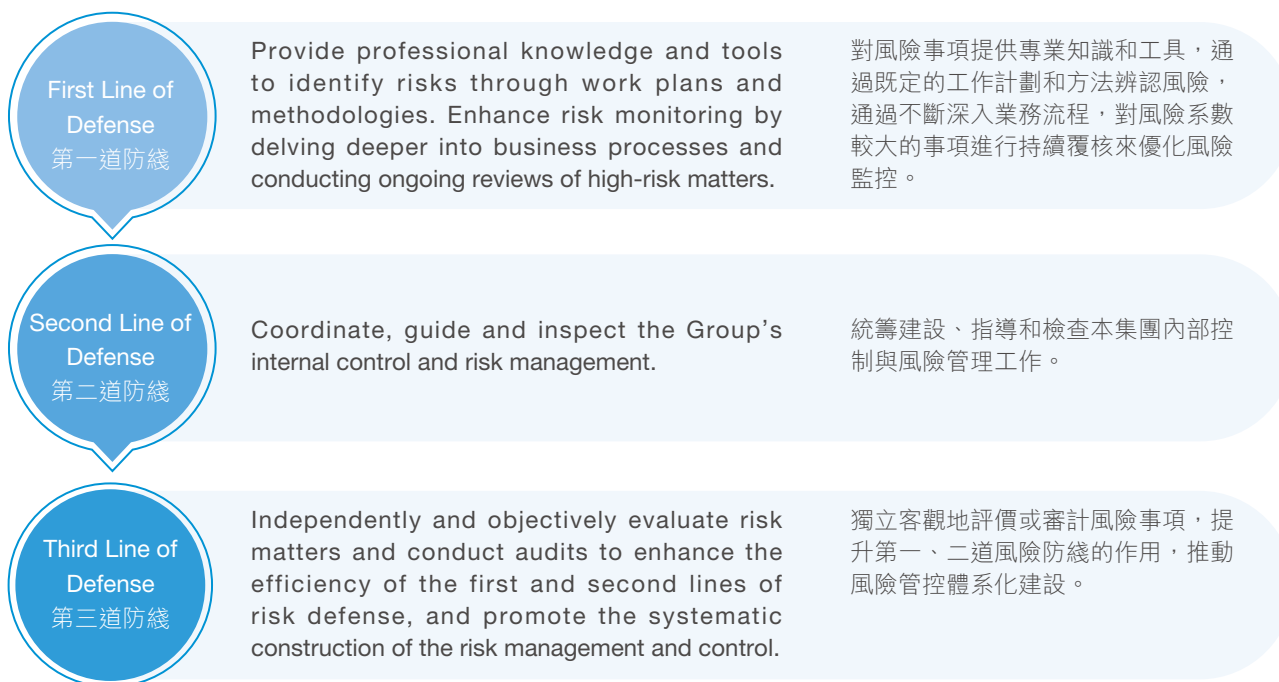 First Line of
Defense
第一道防綫
Provide professional knowledge and tools
to identify risks through work plans and
methodologies. Enhance risk monitoring by
delving deeper into business processes and
conducting ongoing reviews of high-risk matters.
對風險事項提供專業知識和工具，通
過既定的工作計劃和方法辨認風險，
通過不斷深入業務流程，對風險系數
較大的事項進行持續覆核來優化風險
監控。
Second Line of
Defense
第二道防綫
Coordinate, guide and inspect the Group's
internal control and risk management.
統籌建設、指導和檢查本集團內部控
制與風險管理工作。
Third Line of
Defense
第三道防綫
Independently and objectively evaluate risk
matters and conduct audits to enhance the
efficiency of the first and second lines of
risk defense, and promote the systematic
construction of the risk management and control.
獨立客觀地評價或審計風險事項，提
升第一、二道風險防綫的作用，推動
風險管控體系化建設。